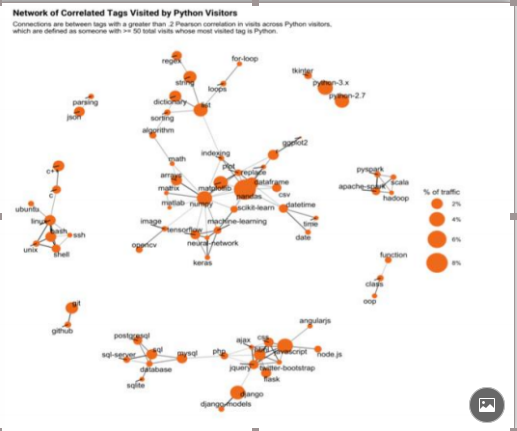 Network of Correlated Tags Visited by Python Visitors
Connections are between tags with a greater than .2 Pearson correlation in visits across Python visitors,
which are defined as someone with >= 50 total visits whose most visited tag is Python.
regex
for-loop
string
loops
tkinter
python-3.x
python-2.7
parsing
json
dictionary
list
sorting
algorithm
ggplot2
math
indexing
plot
replace
arrays
matrix
matplotlib
dataframe
pandas
csv
matlab
numpy
scikit-learn
datetime
image
machine-learning
time
tensorflow
date
opencv
neural-network
keras
c++
c
ubuntu
linux
bash
ssh
unix
shell
pyspark
scala
apache-spark
hadoop
% of traffic
2%
4%
6%
8%
function
class
oop
git
github
postgresql
sql
sql-server
mysql
database
sqlite
angularjs
ajax
css
php
javascript
node.js
jquery
twitter-bootstrap
flask
django
django-models